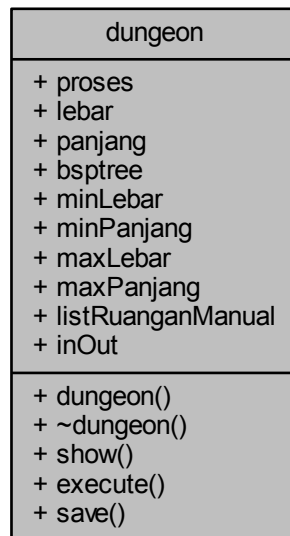 dungeon
+ proses
+ lebar
+ panjang
+ bsptree
+ minLebar
+ minPanjang
+ maxLebar
+ maxPanjang
+ listRuanganManual
+ inOut
+ dungeon()
+ ~dungeon()
+ show()
+ execute()
+ save()